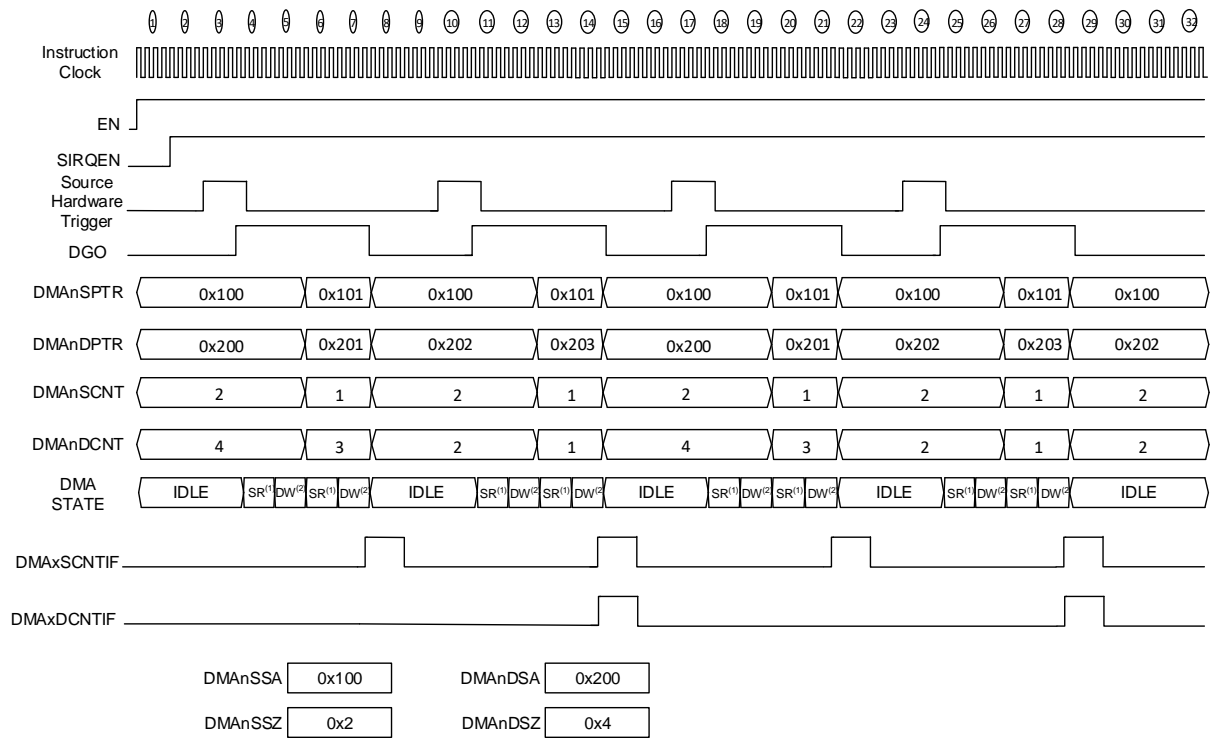 1 2 3 4 5 6 7 8 9 10 11 12 13 14 15 16 17 18 19 20 21 22 23 24 25 26 27 28 29 30 31 32
Instruction
Clock
EN
SIRQEN
Source
Hardware
Trigger
DGO
DMAnSPTR 0x100 0x101 0x100 0x101 0x100 0x101 0x100 0x101 0x100
DMAnDPTR 0x200 0x201 0x202 0x203 0x200 0x201 0x202 0x203 0x202
DMAnSCNT 2 1 2 1 2 1 2 1 2
DMAnDCNT 4 3 2 1 4 3 2 1 2
DMA
STATE
IDLE SR(1) DW(2) SR(1) DW(2) IDLE SR(1) DW(2) SR(1) DW(2) IDLE SR(1) DW(2) SR(1) DW(2) IDLE SR(1) DW(2) SR(1) DW(2) IDLE
DMAxSCNTIF
DMAxDCNTIF
DMAnSSA 0x100 DMAnDSA 0x200
DMAnSSZ 0x2 DMAnDSZ 0x4